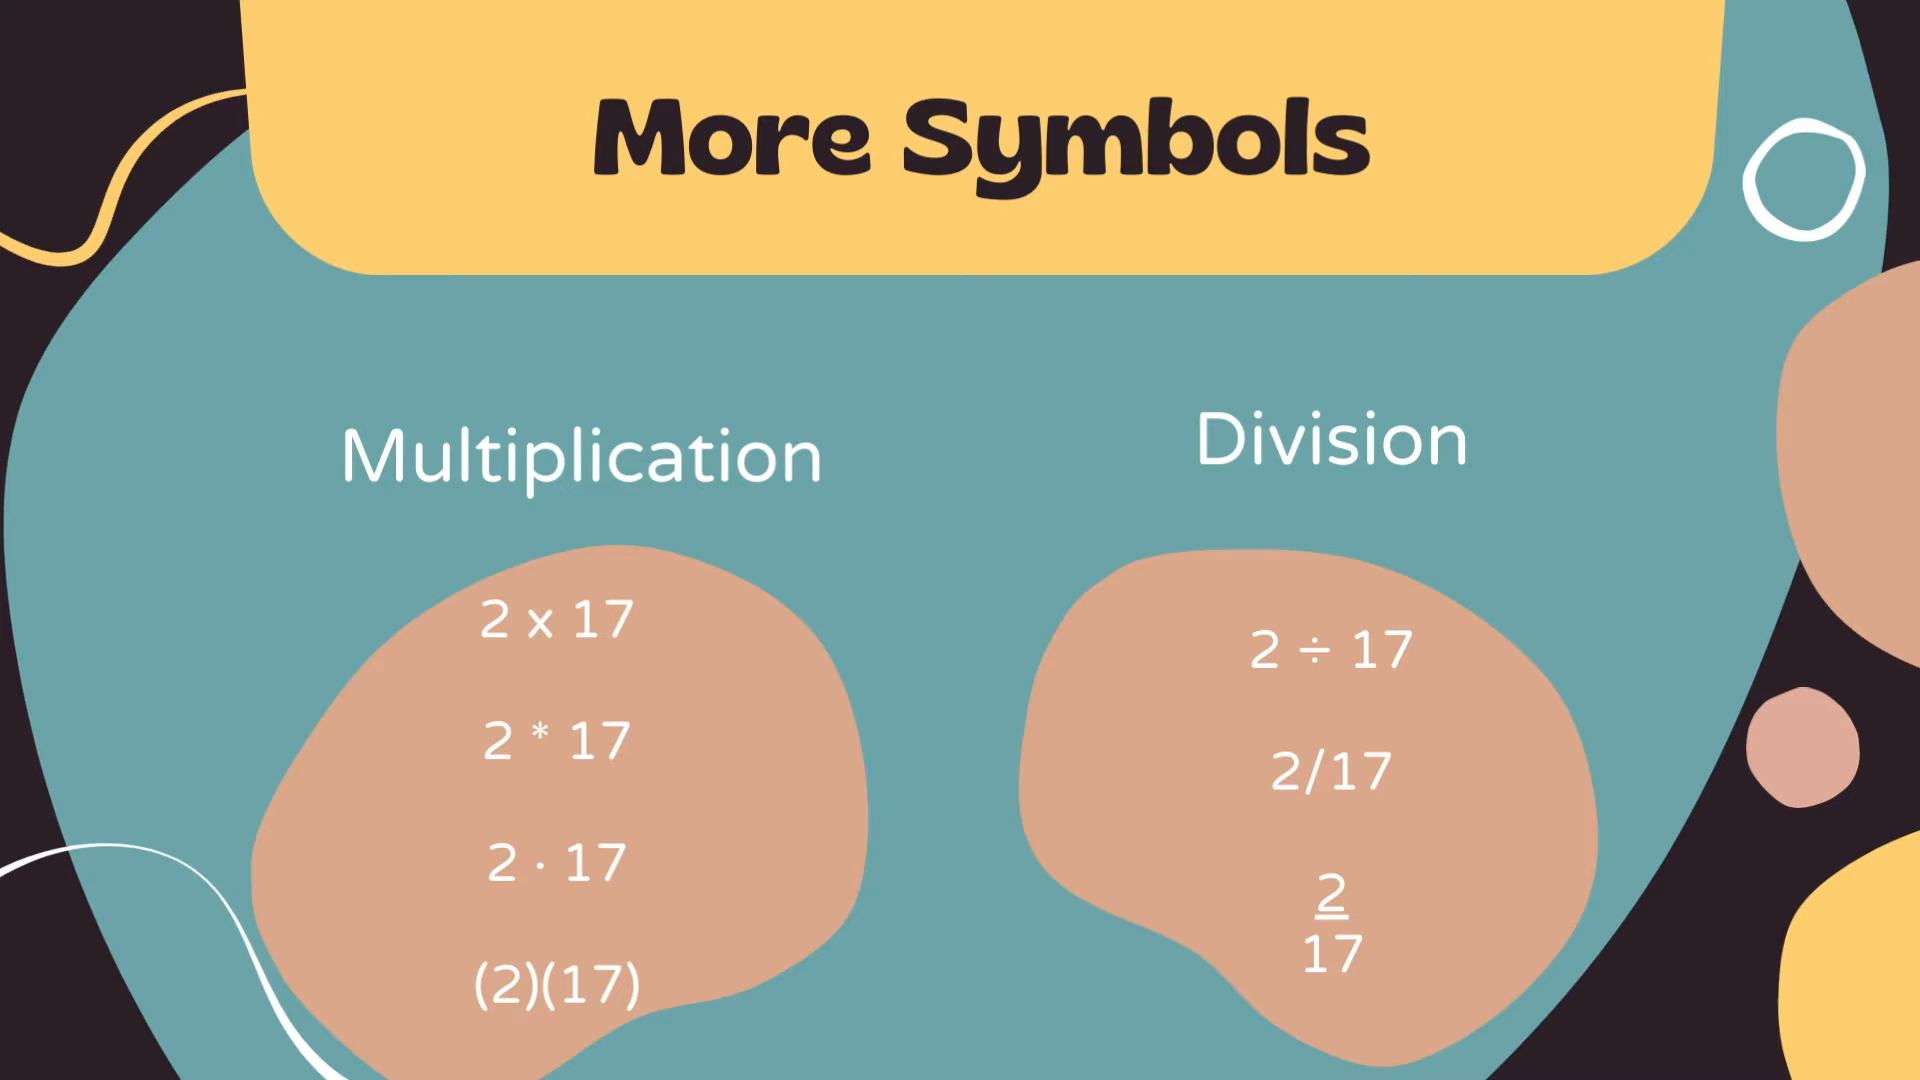 More Symbols
Multiplication
2 x 17
2 * 17
2 · 17
(2)(17)
Division
2 ÷ 17
2/17
2
17